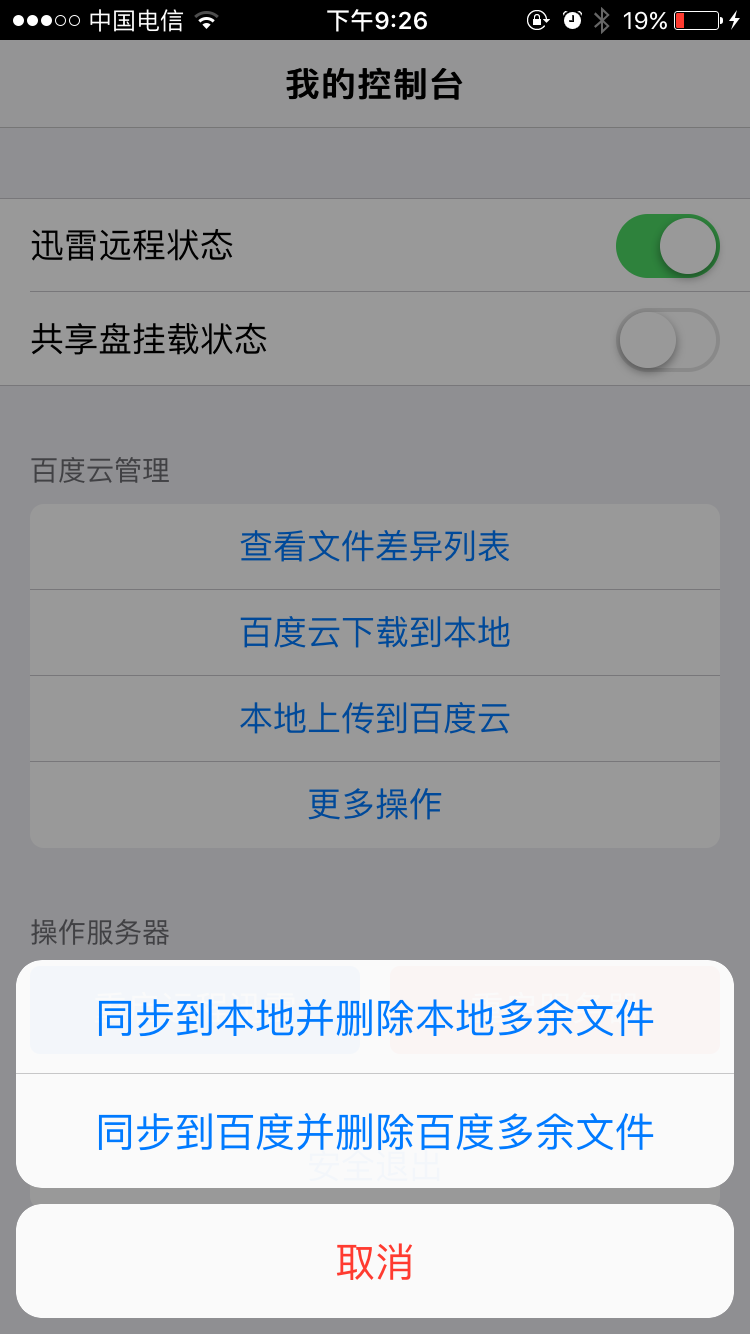 中国电信 下午9:26 19%
我的控制台
迅雷远程状态
共享盘挂载状态
百度云管理
查看文件差异列表
百度云下载到本地
本地上传到百度云
更多操作
操作服务器
同步到本地并删除本地多余文件
同步到百度并删除百度多余文件
安全退出
取消